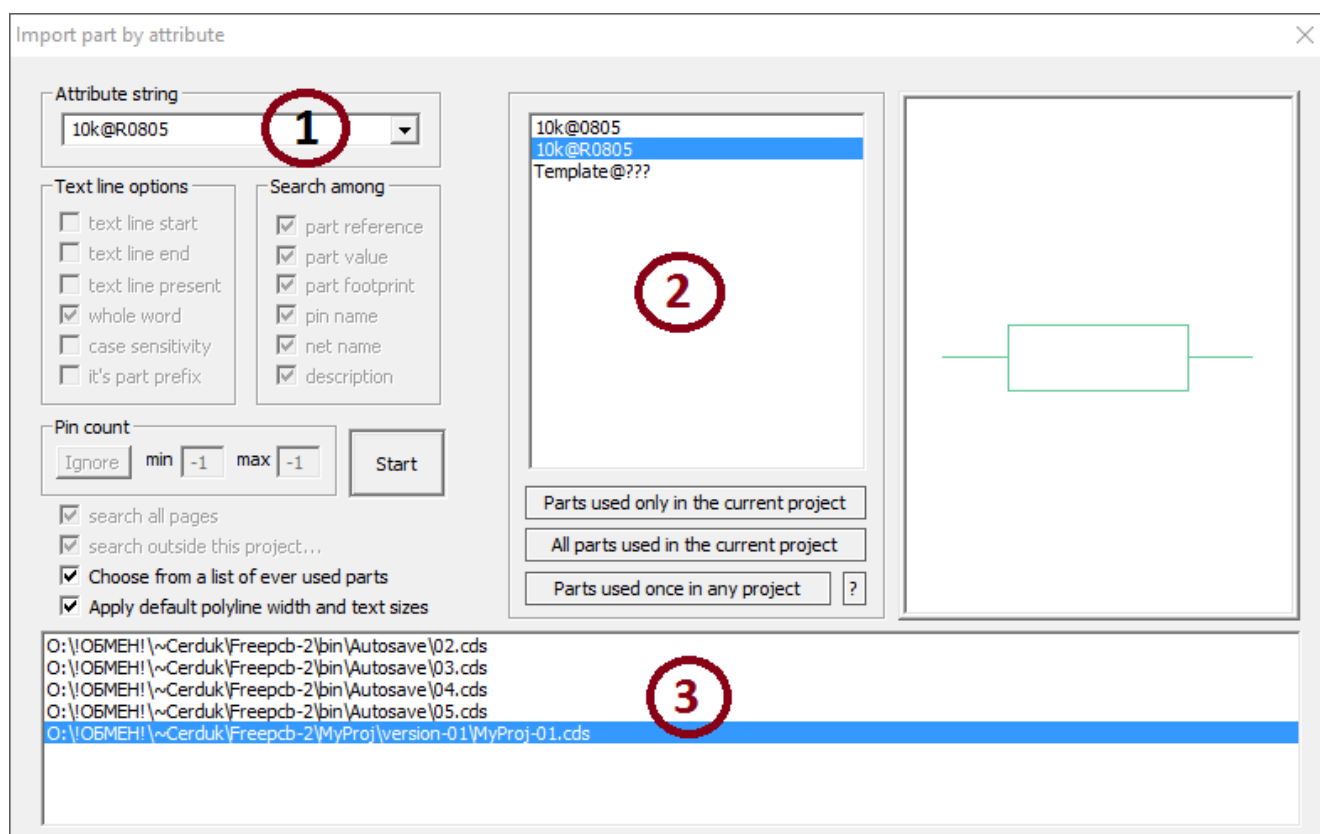 Import part by attribute
Attribute string
10k@R0805
1
Text line options
text line start
text line end
text line present
whole word
case sensitivity
it's part prefix
Search among
part reference
part value
part footprint
pin name
net name
description
Pin count
Ignore min -1 max -1
Start
search all pages
search outside this project...
Choose from a list of ever used parts
Apply default polyline width and text sizes
10k@0805
10k@R0805
Template@???
2
Parts used only in the current project
All parts used in the current project
Parts used once in any project ?
O:\!ОБМЕН!\~Cerduk\Freepcb-2\bin\Autosave\02.cds
O:\!ОБМЕН!\~Cerduk\Freepcb-2\bin\Autosave\03.cds
O:\!ОБМЕН!\~Cerduk\Freepcb-2\bin\Autosave\04.cds
O:\!ОБМЕН!\~Cerduk\Freepcb-2\bin\Autosave\05.cds
O:\!ОБМЕН!\~Cerduk\Freepcb-2\MyProj\version-01\MyProj-01.cds
3